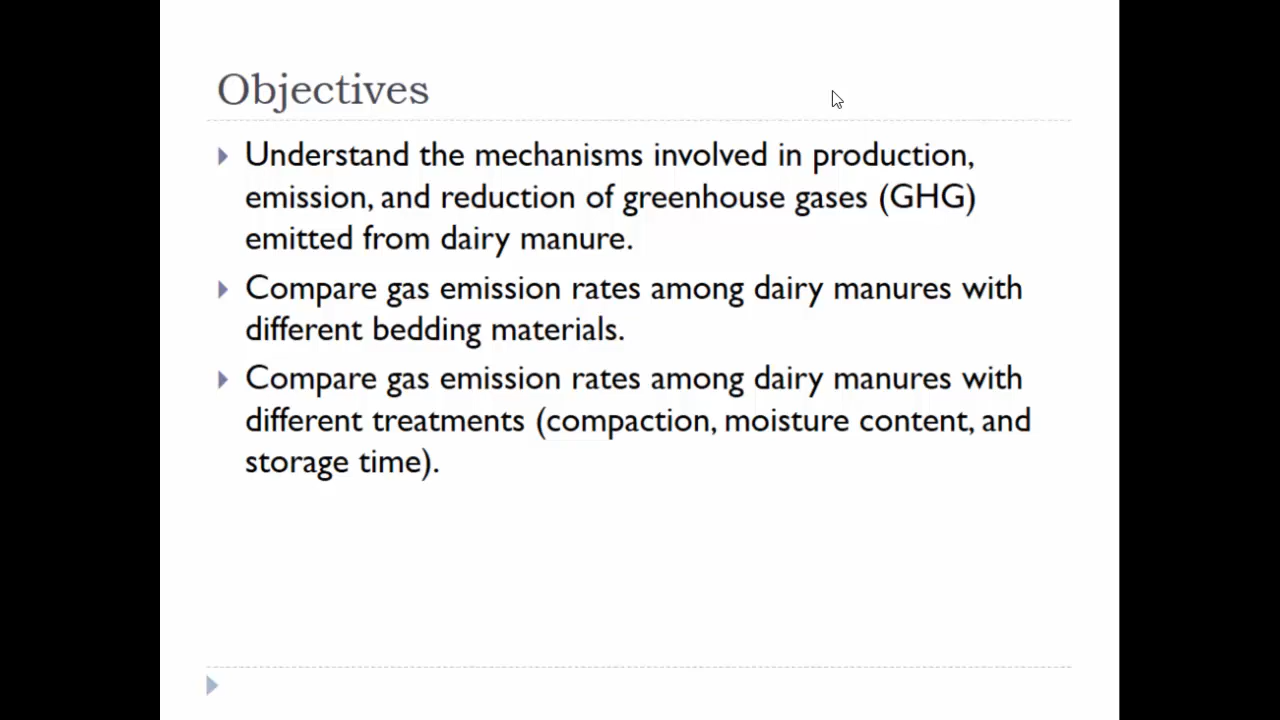 Objectives
Understand the mechanisms involved in production,
emission, and reduction of greenhouse gases (GHG)
emitted from dairy manure.
Compare gas emission rates among dairy manures with
different bedding materials.
Compare gas emission rates among dairy manures with
different treatments (compaction, moisture content, and
storage time).